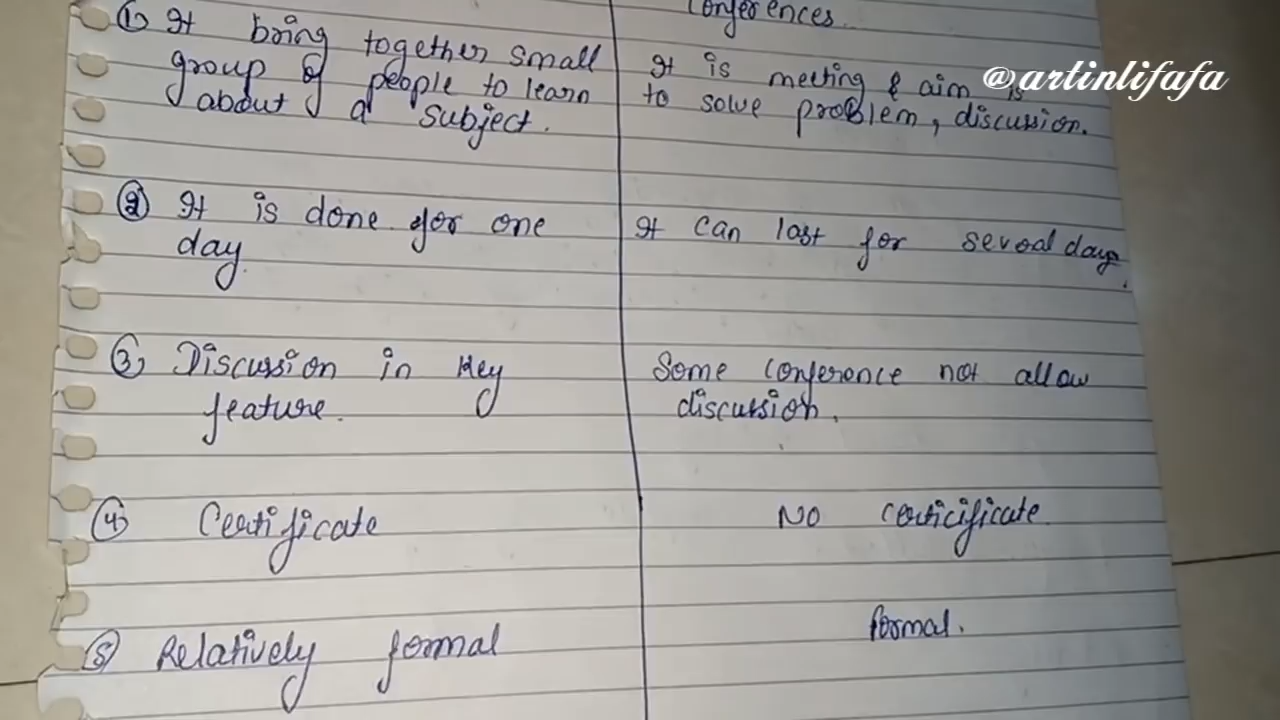 Conferences.
① It bring together small
group of people to learn
about a subject.
It is meeting & aim is
to solve problem, discussion.
@artinlifafa
② It is done for one
day.
It can last for sevral days.
③ Discussion in Key
feature.
Some conference not allow
discussion.
④ Certificate
No certicificate.
⑤ Relatively formal
formal.